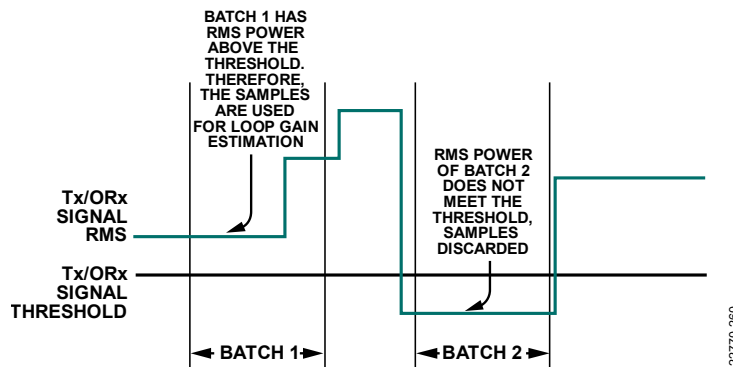 BATCH 1 HAS
RMS POWER
ABOVE THE
THRESHOLD.
THEREFORE,
THE SAMPLES
ARE USED
FOR LOOP GAIN
ESTIMATION
RMS POWER
OF BATCH 2
DOES NOT
MEET THE
THRESHOLD,
SAMPLES
DISCARDED
Tx/ORx
SIGNAL
RMS
Tx/ORx
SIGNAL
THRESHOLD
BATCH 1
BATCH 2
22770-269